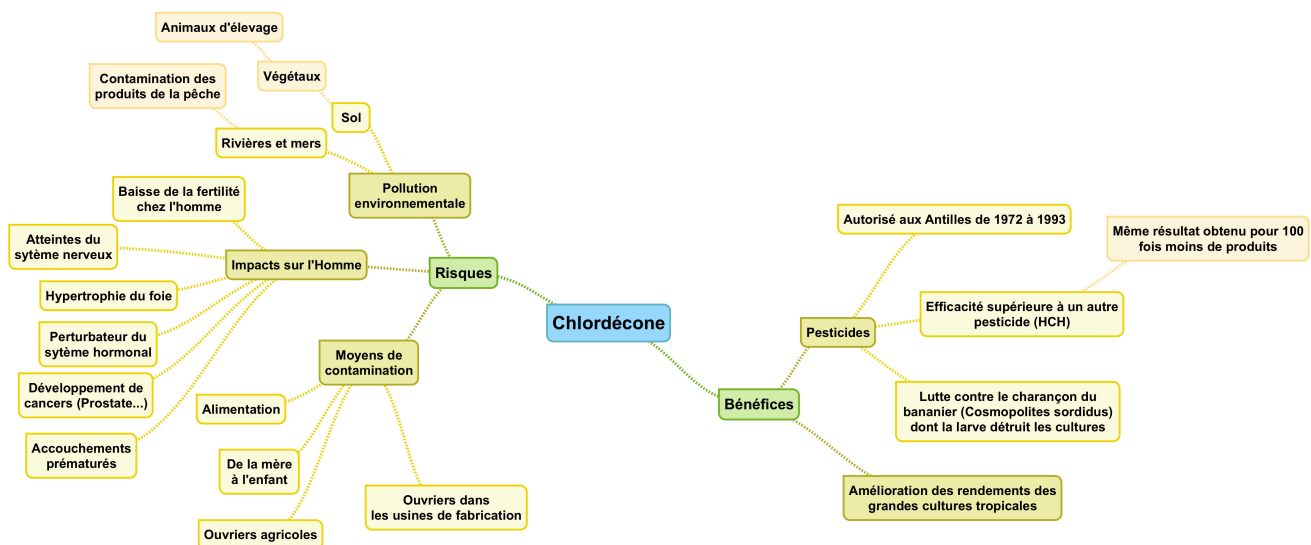 Animaux d'élevage
Végétaux
Contamination des
produits de la pêche
Sol
Rivières et mers
Pollution
environnementale
Baisse de la fertilité
chez l'homme
Atteintes du
sytème nerveux
Impacts sur l'Homme
Risques
Hypertrophie du foie
Perturbateur du
sytème hormonal
Développement de
cancers (Prostate...)
Accouchements
prématurés
Moyens de
contamination
Alimentation
De la mère
à l'enfant
Ouvriers agricoles
Ouvriers dans
les usines de fabrication
Chlordécone
Bénéfices
Pesticides
Autorisé aux Antilles de 1972 à 1993
Même résultat obtenu pour 100
fois moins de produits
Efficacité supérieure à un autre
pesticide (HCH)
Lutte contre le charançon du
bananier (Cosmopolites sordidus)
dont la larve détruit les cultures
Amélioration des rendements des
grandes cultures tropicales